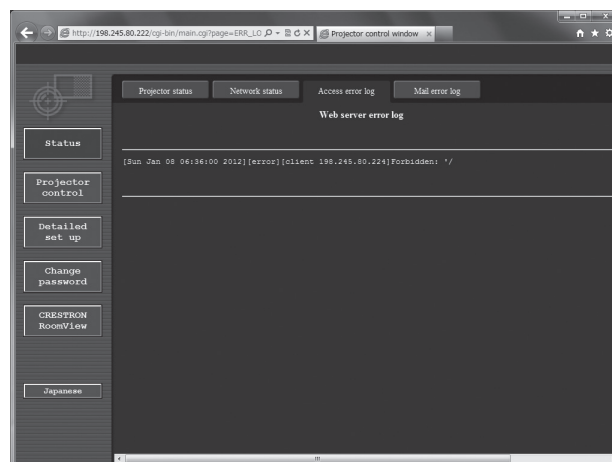 http://198.245.80.222/cgi-bin/main.cgi?page=ERR_LO
Projector control window
Projector status
Network status
Access error log
Mail error log
Web server error log
Status
[Sun Jan 08 06:36:00 2012][error][client 198.245.80.224]Forbidden: '/
Projector
control
Detailed
set up
Change
password
CRESTRON
RoomView
Japanese